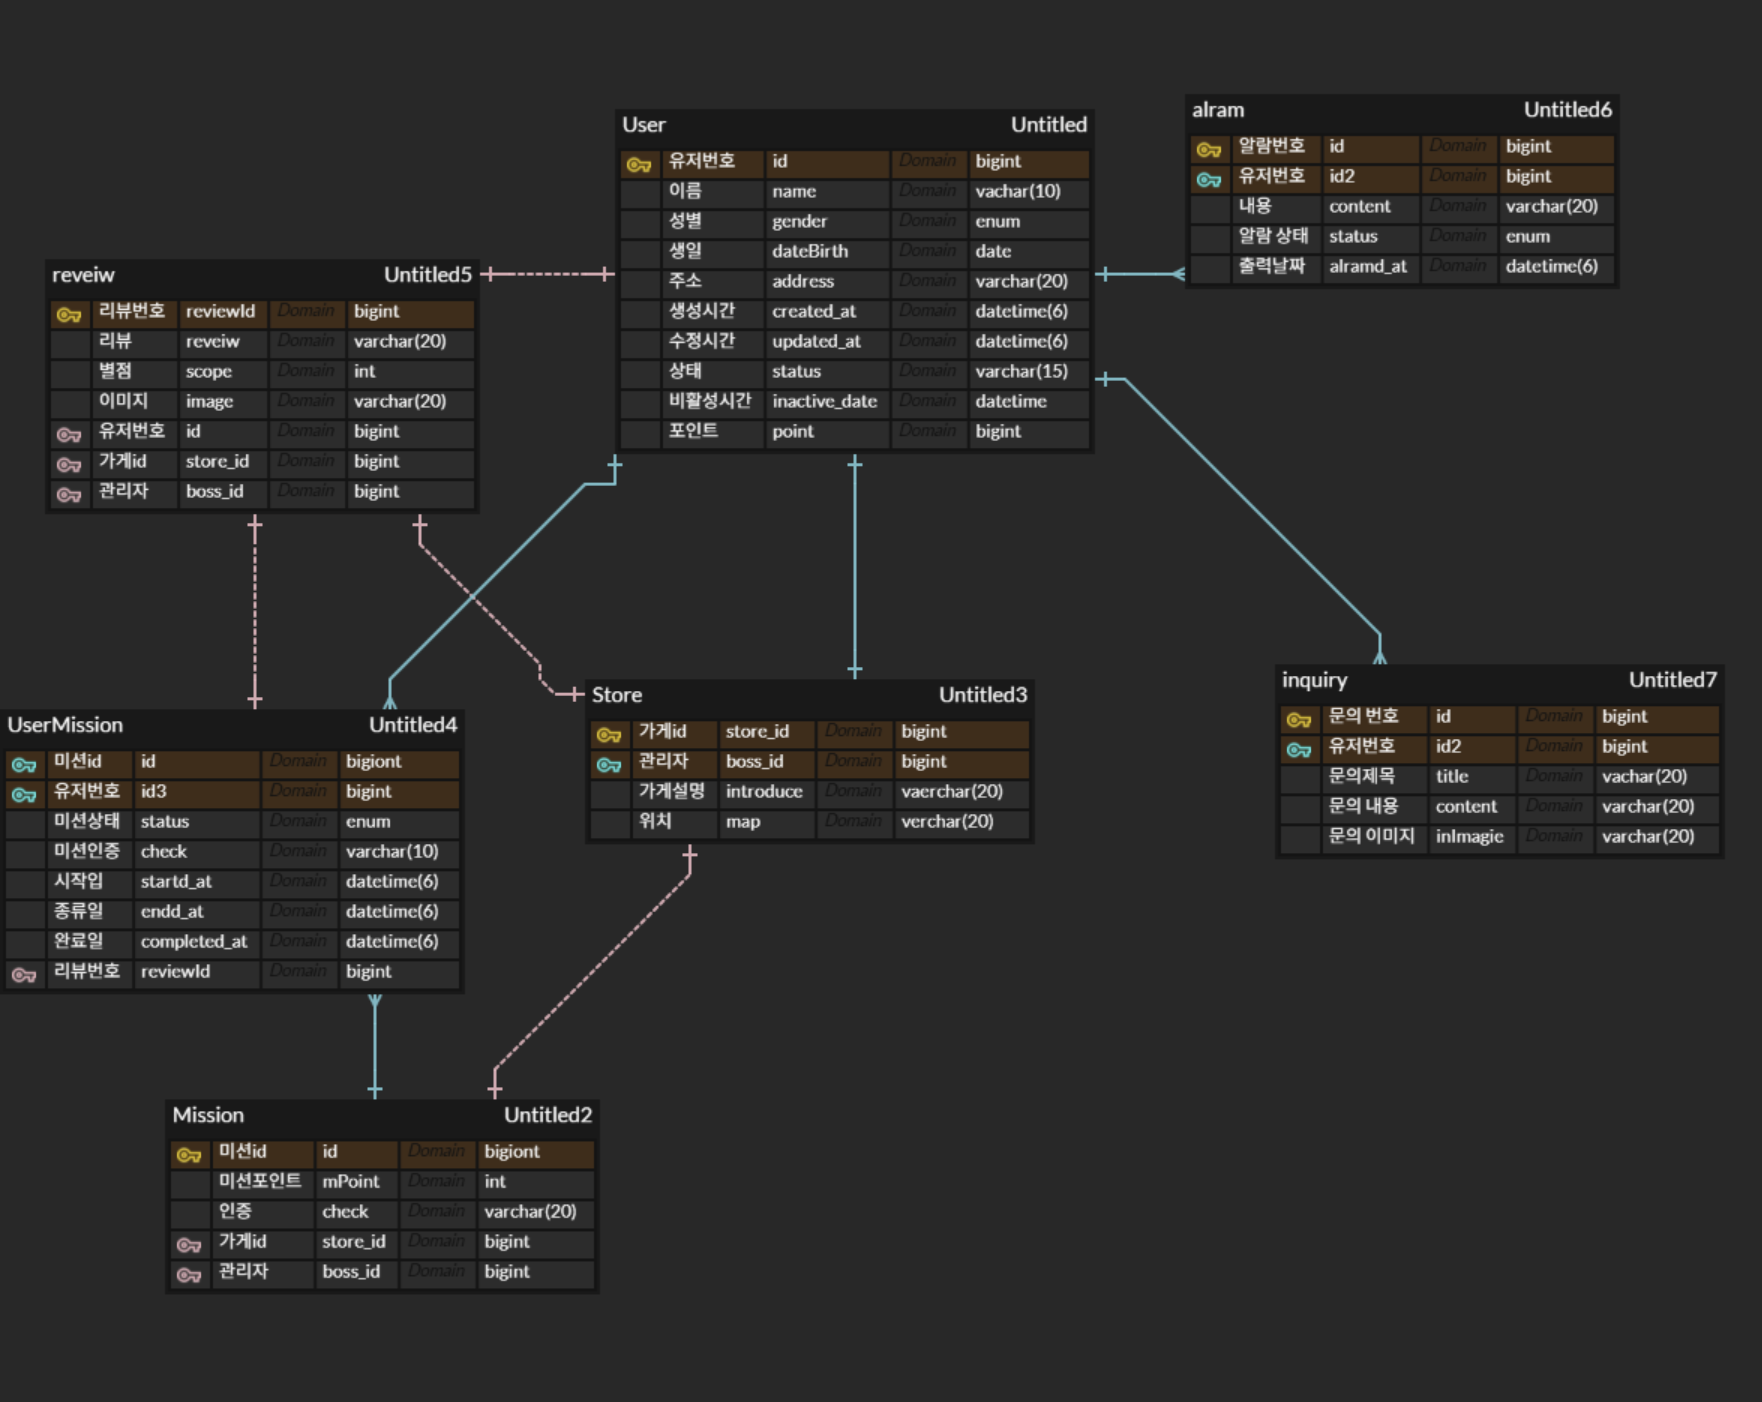 User Untitled
유저번호 id Domain bigint
이름 name Domain vachar(10)
성별 gender Domain enum
생일 dateBirth Domain date
주소 address Domain varchar(20)
생성시간 created_at Domain datetime(6)
수정시간 updated_at Domain datetime(6)
상태 status Domain varchar(15)
비활성시간 inactive_date Domain datetime
포인트 point Domain bigint
alram Untitled6
알람번호 id Domain bigint
유저번호 id2 Domain bigint
내용 content Domain varchar(20)
알람 상태 status Domain enum
출력날짜 alramd_at Domain datetime(6)
reveiw Untitled5
리뷰번호 reviewId Domain bigint
리뷰 reveiw Domain varchar(20)
별점 scope Domain int
이미지 image Domain varchar(20)
유저번호 id Domain bigint
가게id store_id Domain bigint
관리자 boss_id Domain bigint
UserMission Untitled4
미션id id Domain bigiont
유저번호 id3 Domain bigint
미션상태 status Domain enum
미션인증 check Domain varchar(10)
시작입 startd_at Domain datetime(6)
종류일 endd_at Domain datetime(6)
완료일 completed_at Domain datetime(6)
리뷰번호 reviewId Domain bigint
Store Untitled3
가게id store_id Domain bigint
관리자 boss_id Domain bigint
가게설명 introduce Domain vaerchar(20)
위치 map Domain verchar(20)
inquiry Untitled7
문의 번호 id Domain bigint
유저번호 id2 Domain bigint
문의제목 title Domain vachar(20)
문의 내용 content Domain varchar(20)
문의 이미지 inImagie Domain varchar(20)
Mission Untitled2
미션id id Domain bigiont
미션포인트 mPoint Domain int
인증 check Domain varchar(20)
가게id store_id Domain bigint
관리자 boss_id Domain bigint